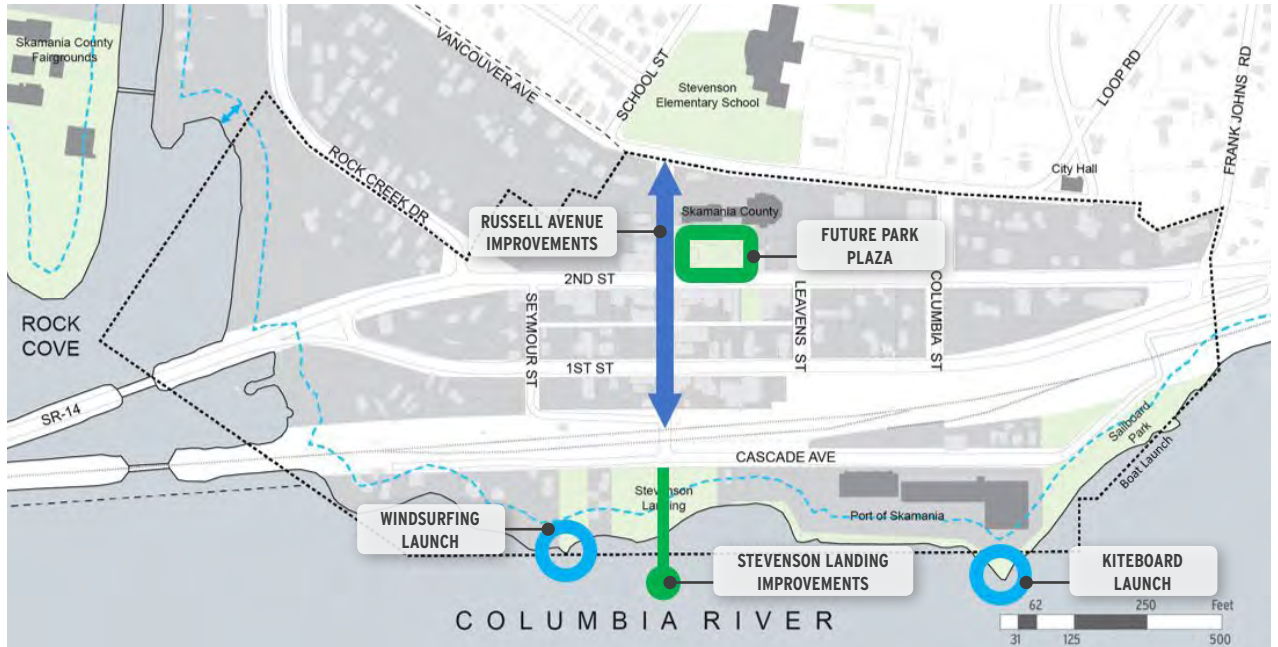 Skamania County
Fairgrounds
VANCOUVER AVE
SCHOOL ST
Stevenson
Elementary School
LOOP RD
FRANK JOHNS RD
City Hall
ROCK CREEK DR
Skamania County
RUSSELL AVENUE
IMPROVEMENTS
FUTURE PARK
PLAZA
2ND ST
SEYMOUR ST
LEAVENS ST
COLUMBIA ST
ROCK
COVE
1ST ST
SR-14
CASCADE AVE
Sailboard
Park
Boat Launch
Stevenson
Landing
Port of Skamania
WINDSURFING
LAUNCH
STEVENSON LANDING
IMPROVEMENTS
KITEBOARD
LAUNCH
COLUMBIA RIVER
62 250 Feet
31 125 500